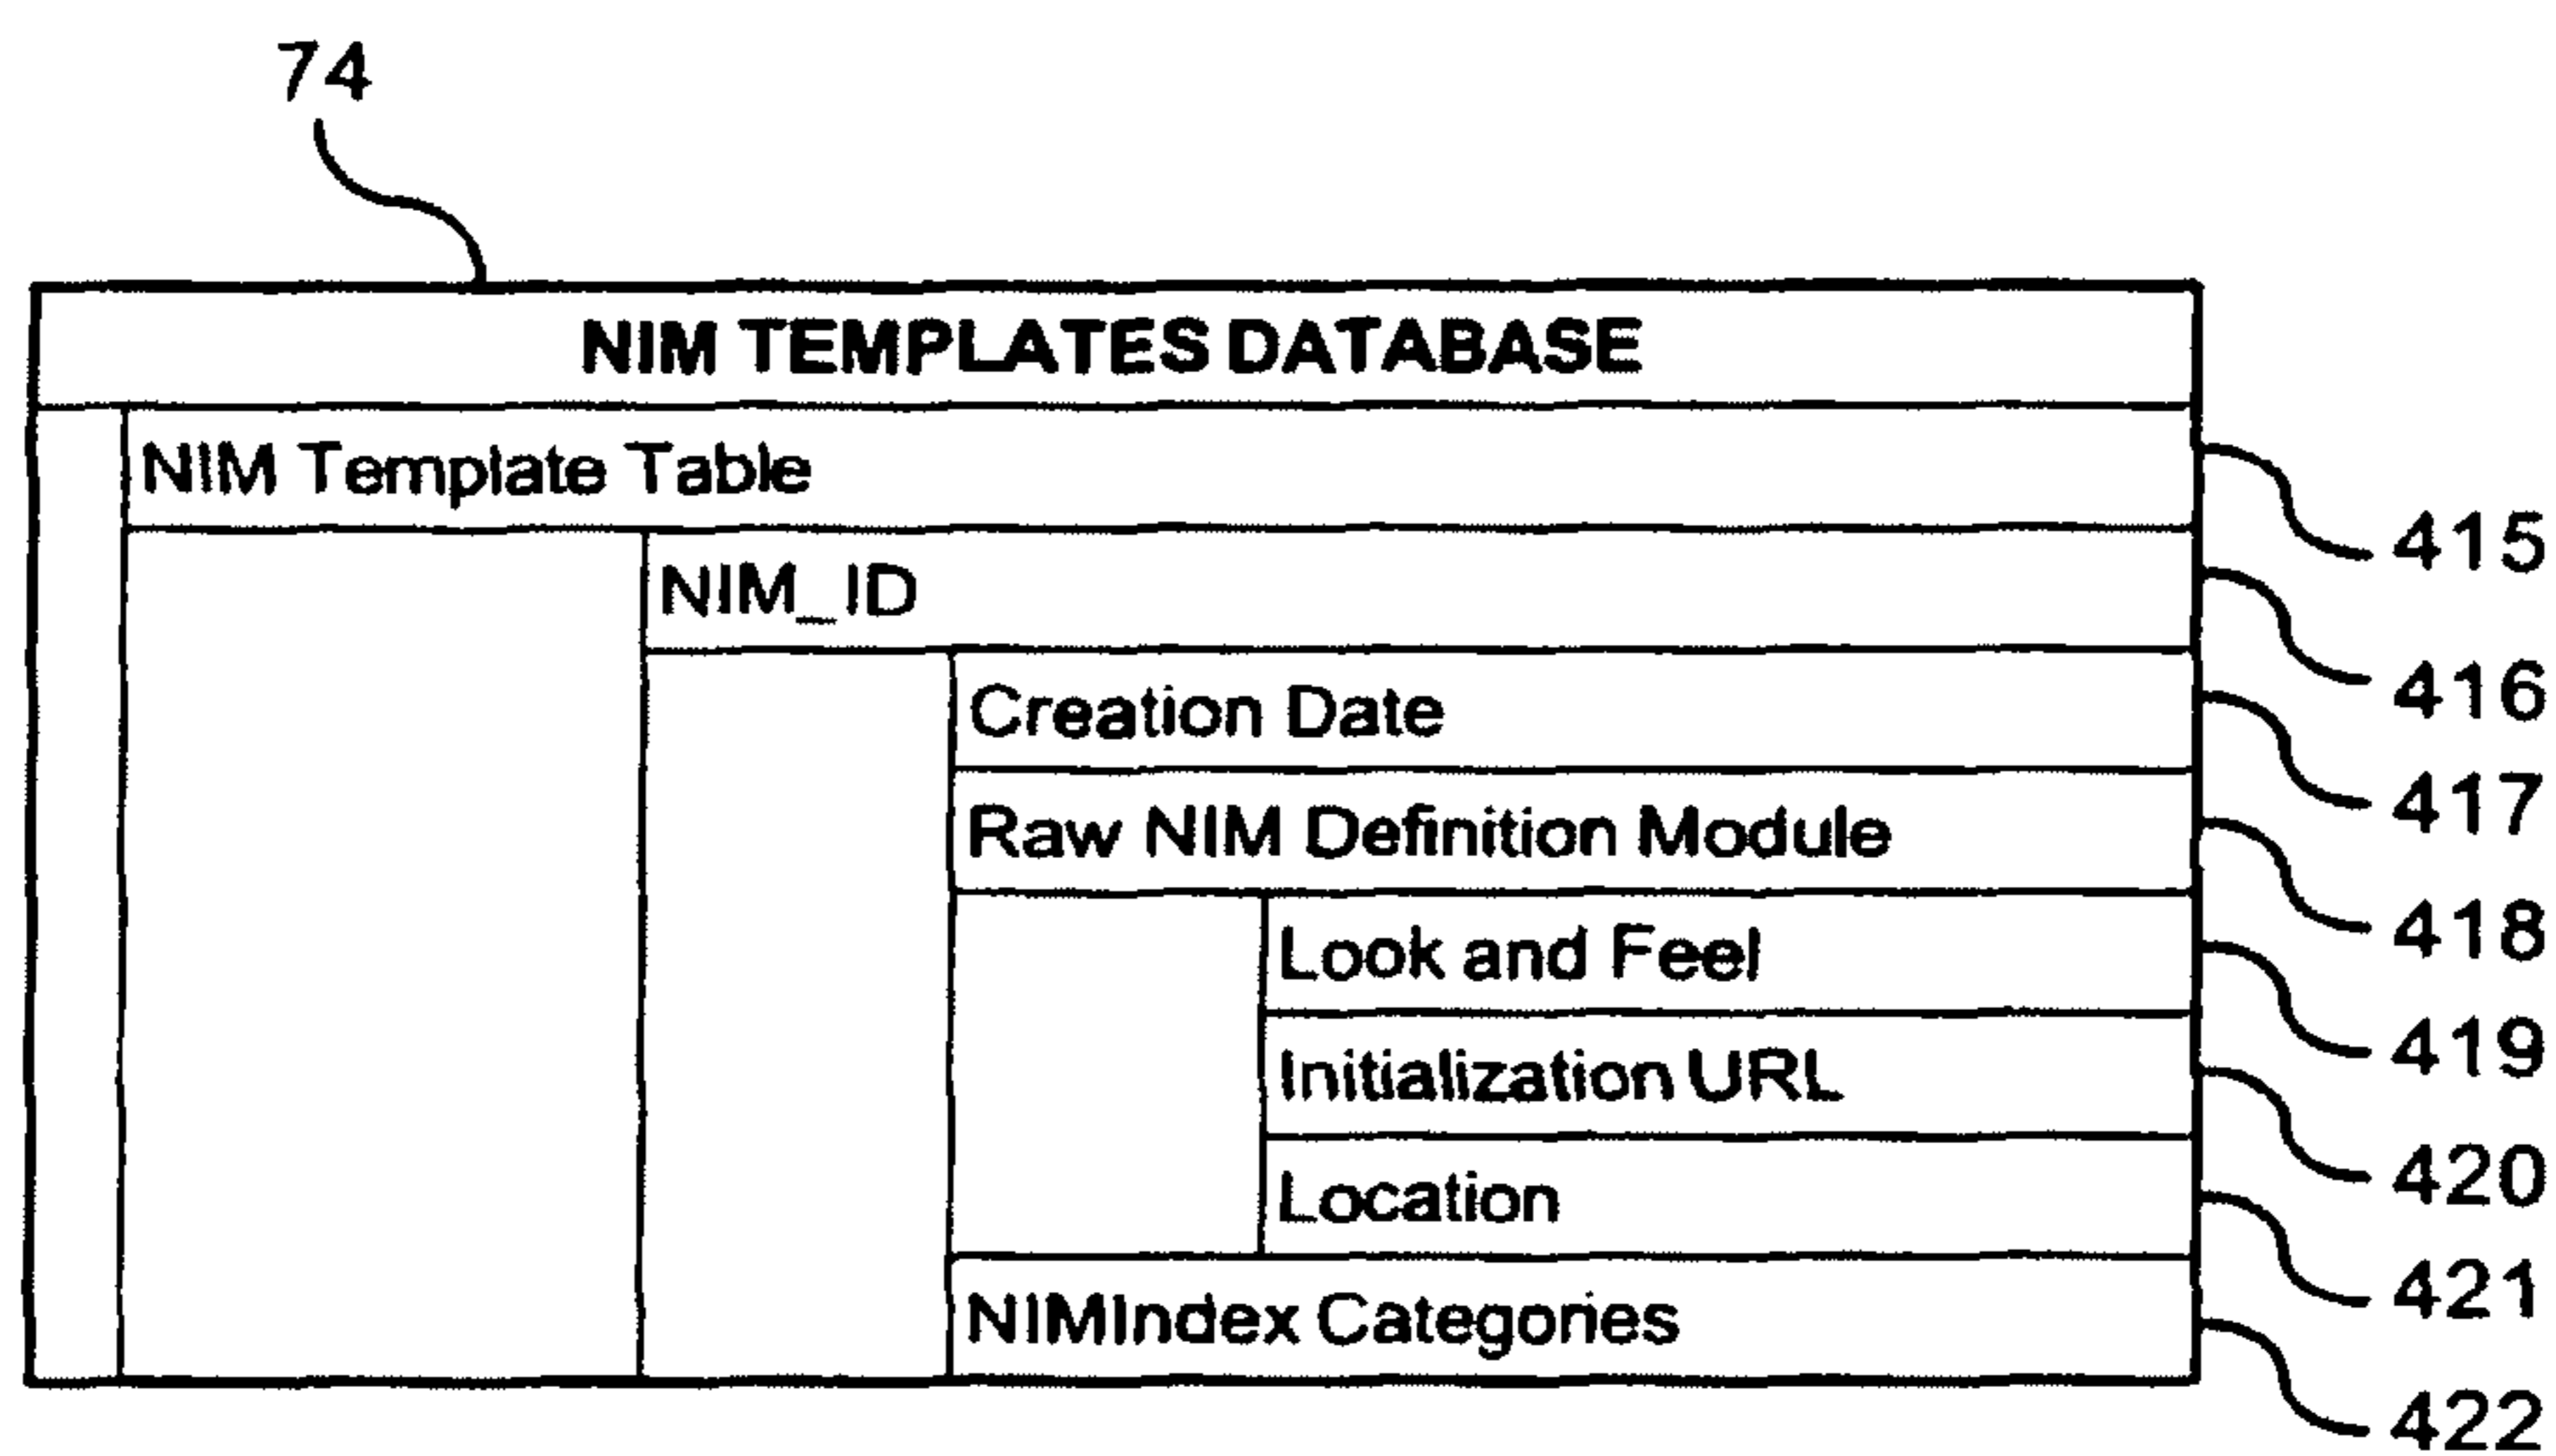 74
NIM TEMPLATES DATABASE
NIM Template Table
415
NIM_ID
416
Creation Date
417
Raw NIM Definition Module
418
Look and Feel
419
Initialization URL
420
Location
421
NIMIndex Categories
422